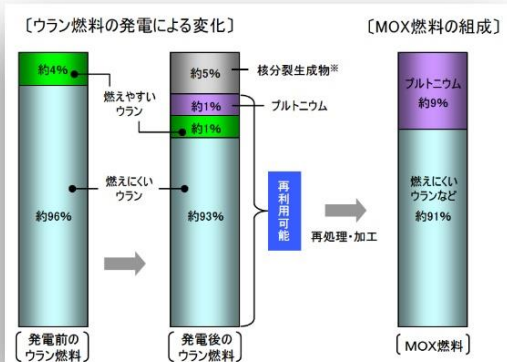 〔ウラン燃料の発電による変化〕
〔MOX燃料の組成〕
約4%
燃えやすい
ウラン
燃えにくい
ウラン
約96%
発電前の
ウラン燃料
約5%
核分裂生成物※
約1%
プルトニウム
約1%
約93%
発電後の
ウラン燃料
再利用可能
再処理・加工
プルトニウム
約9%
燃えにくい
ウランなど
約91%
MOX燃料